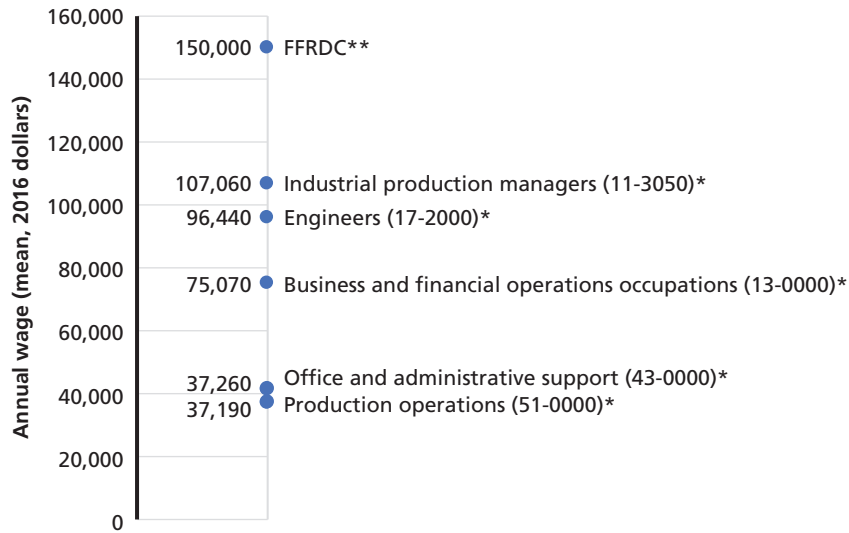 160,000
150,000 FFRDC**
140,000
120,000
107,060 Industrial production managers (11-3050)*
100,000
96,440 Engineers (17-2000)*
80,000
75,070 Business and financial operations occupations (13-0000)*
60,000
37,260 Office and administrative support (43-0000)*
40,000
37,190 Production operations (51-0000)*
20,000
0
Annual wage (mean, 2016 dollars)